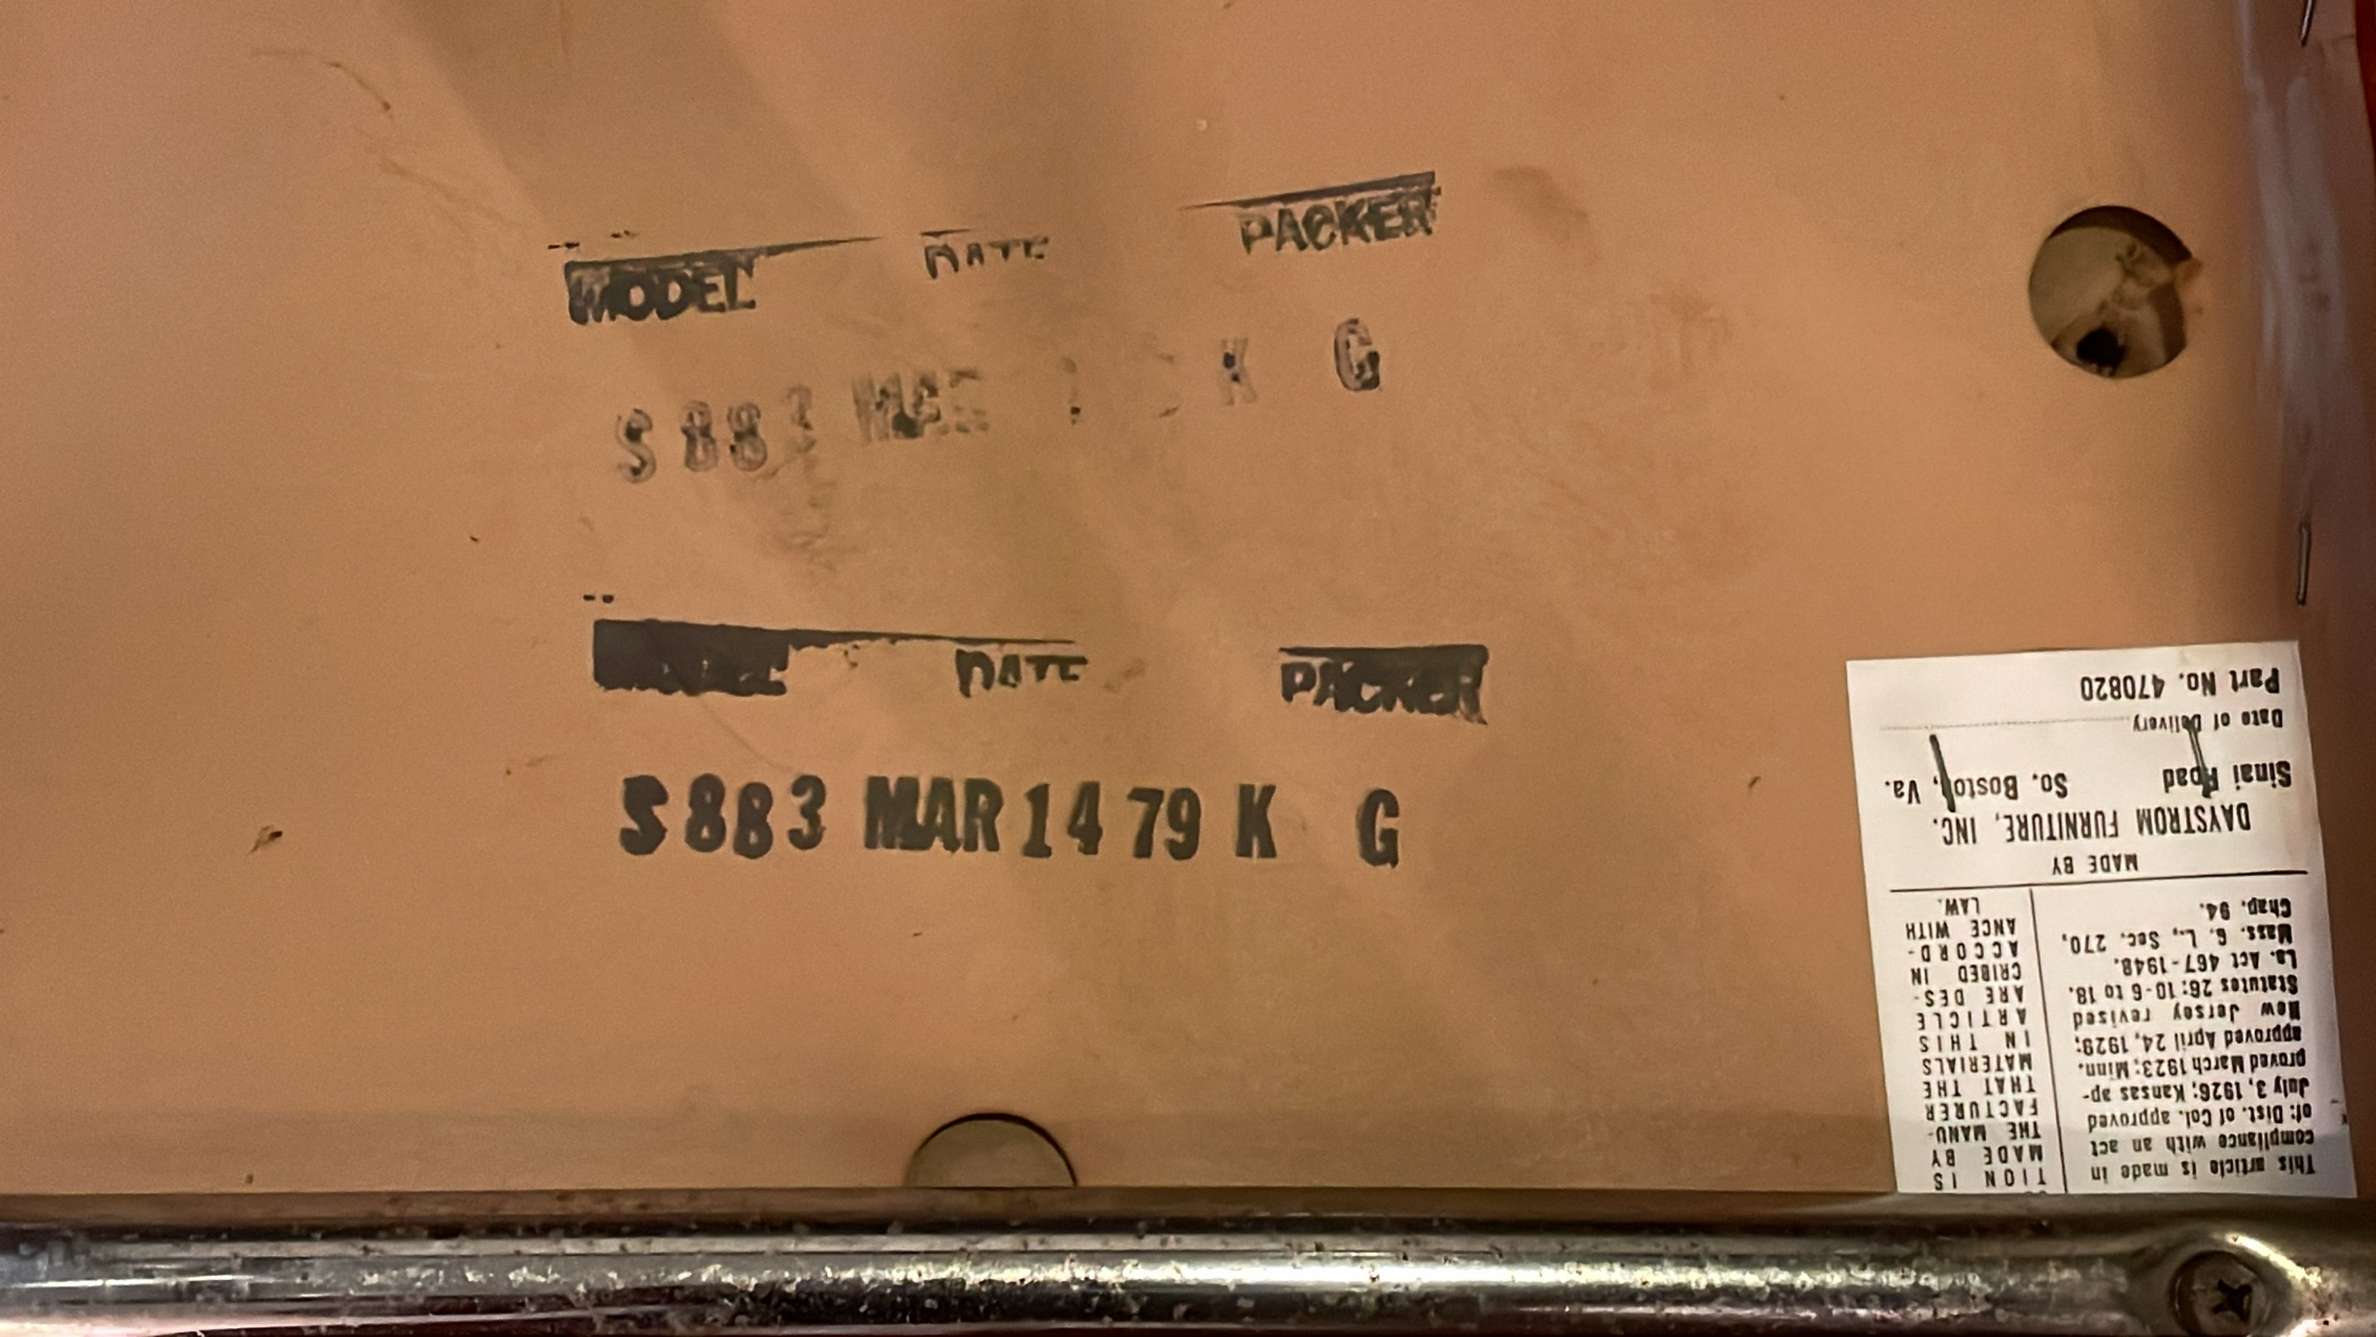 MODEL DATE PACKER
S 883 MAR K G
DATE PACKER
S 883 MAR 14 79 K G
This article is made in
compliance with an act
of: Dist. of Col. approved
July 3, 1926; Kansas ap-
proved March 1923; Minn.
approved April 24, 1929;
New Jersey revised
Statutes 26:10-6 to 18.
La. Act 467-1948.
Mass. G. L., Sec. 270,
Chap. 94.
TION IS
MADE BY
THE MANU-
FACTURER
THAT THE
MATERIALS
IN THIS
ARTICLE
ARE DES-
CRIBED IN
ACCORD-
ANCE WITH
LAW.
MADE BY
DAYSTROM FURNITURE, INC.
Sinai Road So. Boston, Va.
Date of Delivery
Part No. 470820